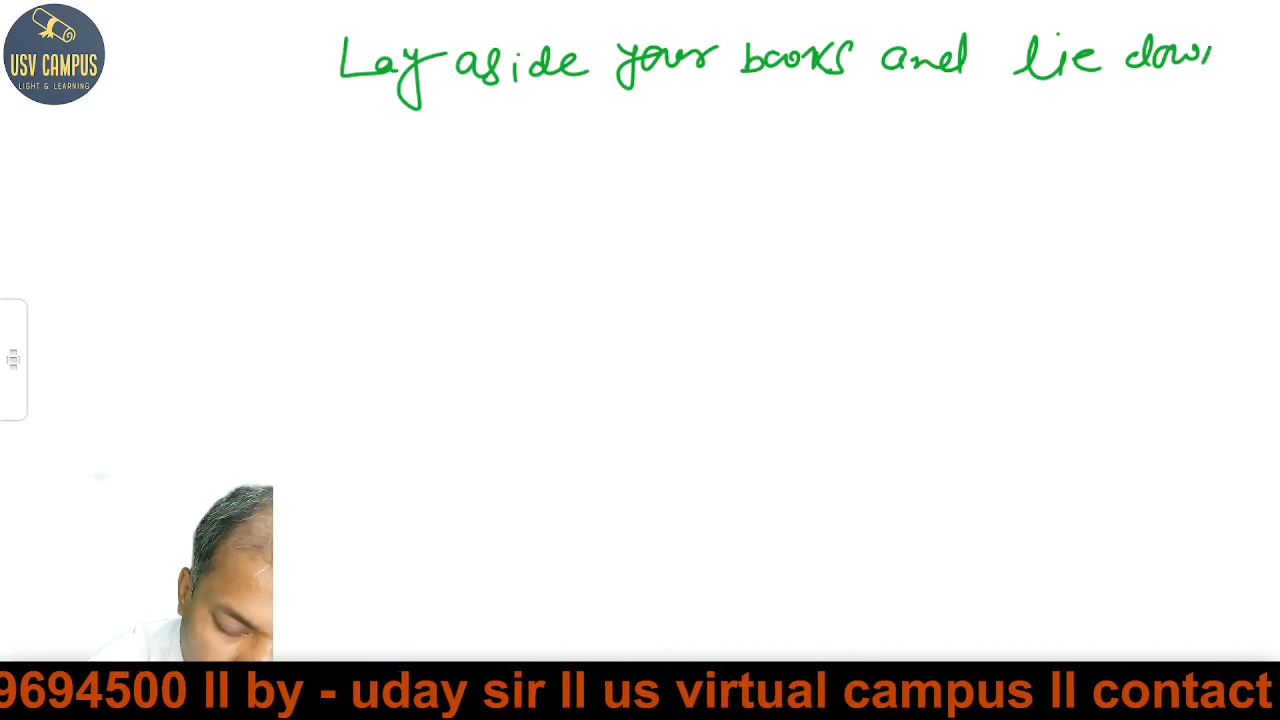 USV CAMPUS
LIGHT & LEARNING
Lay aside your books and lie dow
9694500 ll by - uday sir ll us virtual campus ll contact